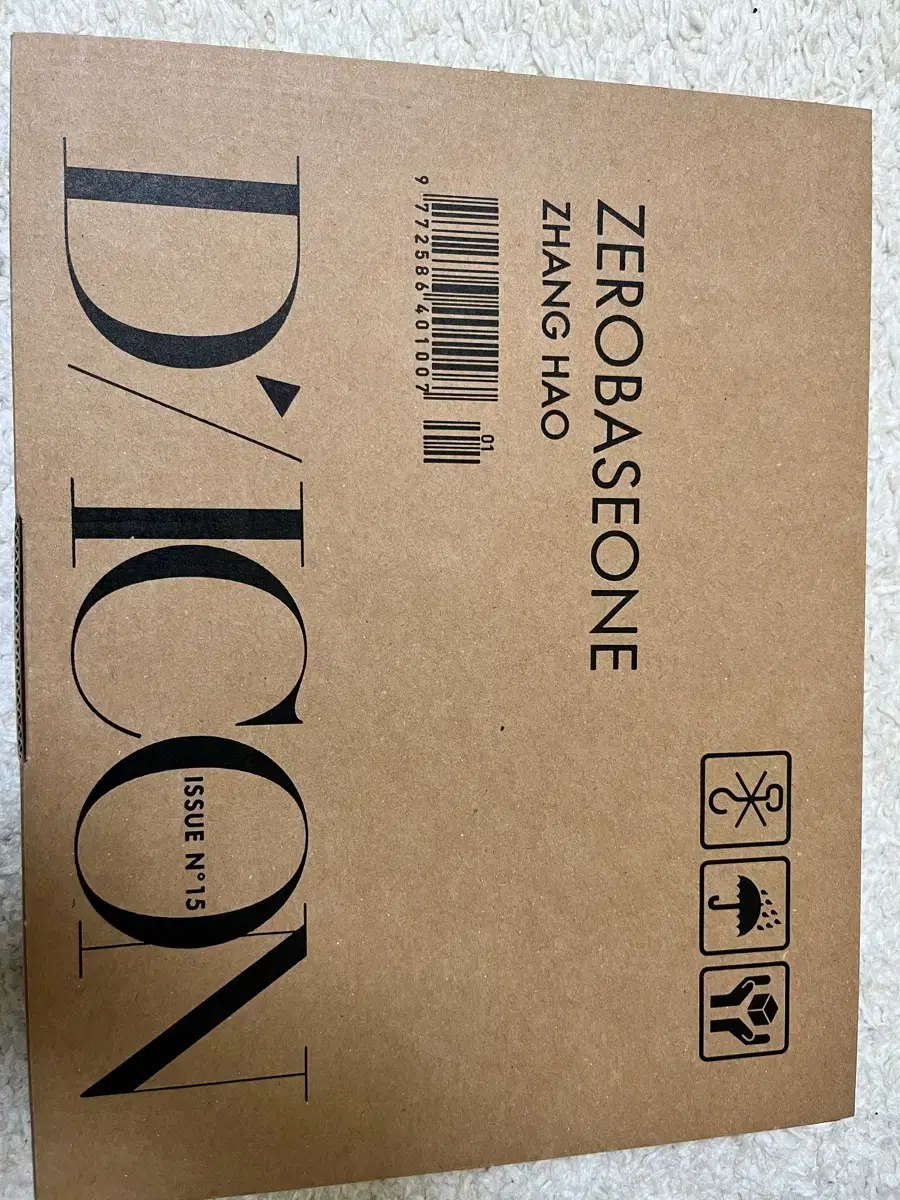 ZEROBASEONE
ZHANG HAO
01
9 772586 401007
D'/ICON
ISSUE N°15